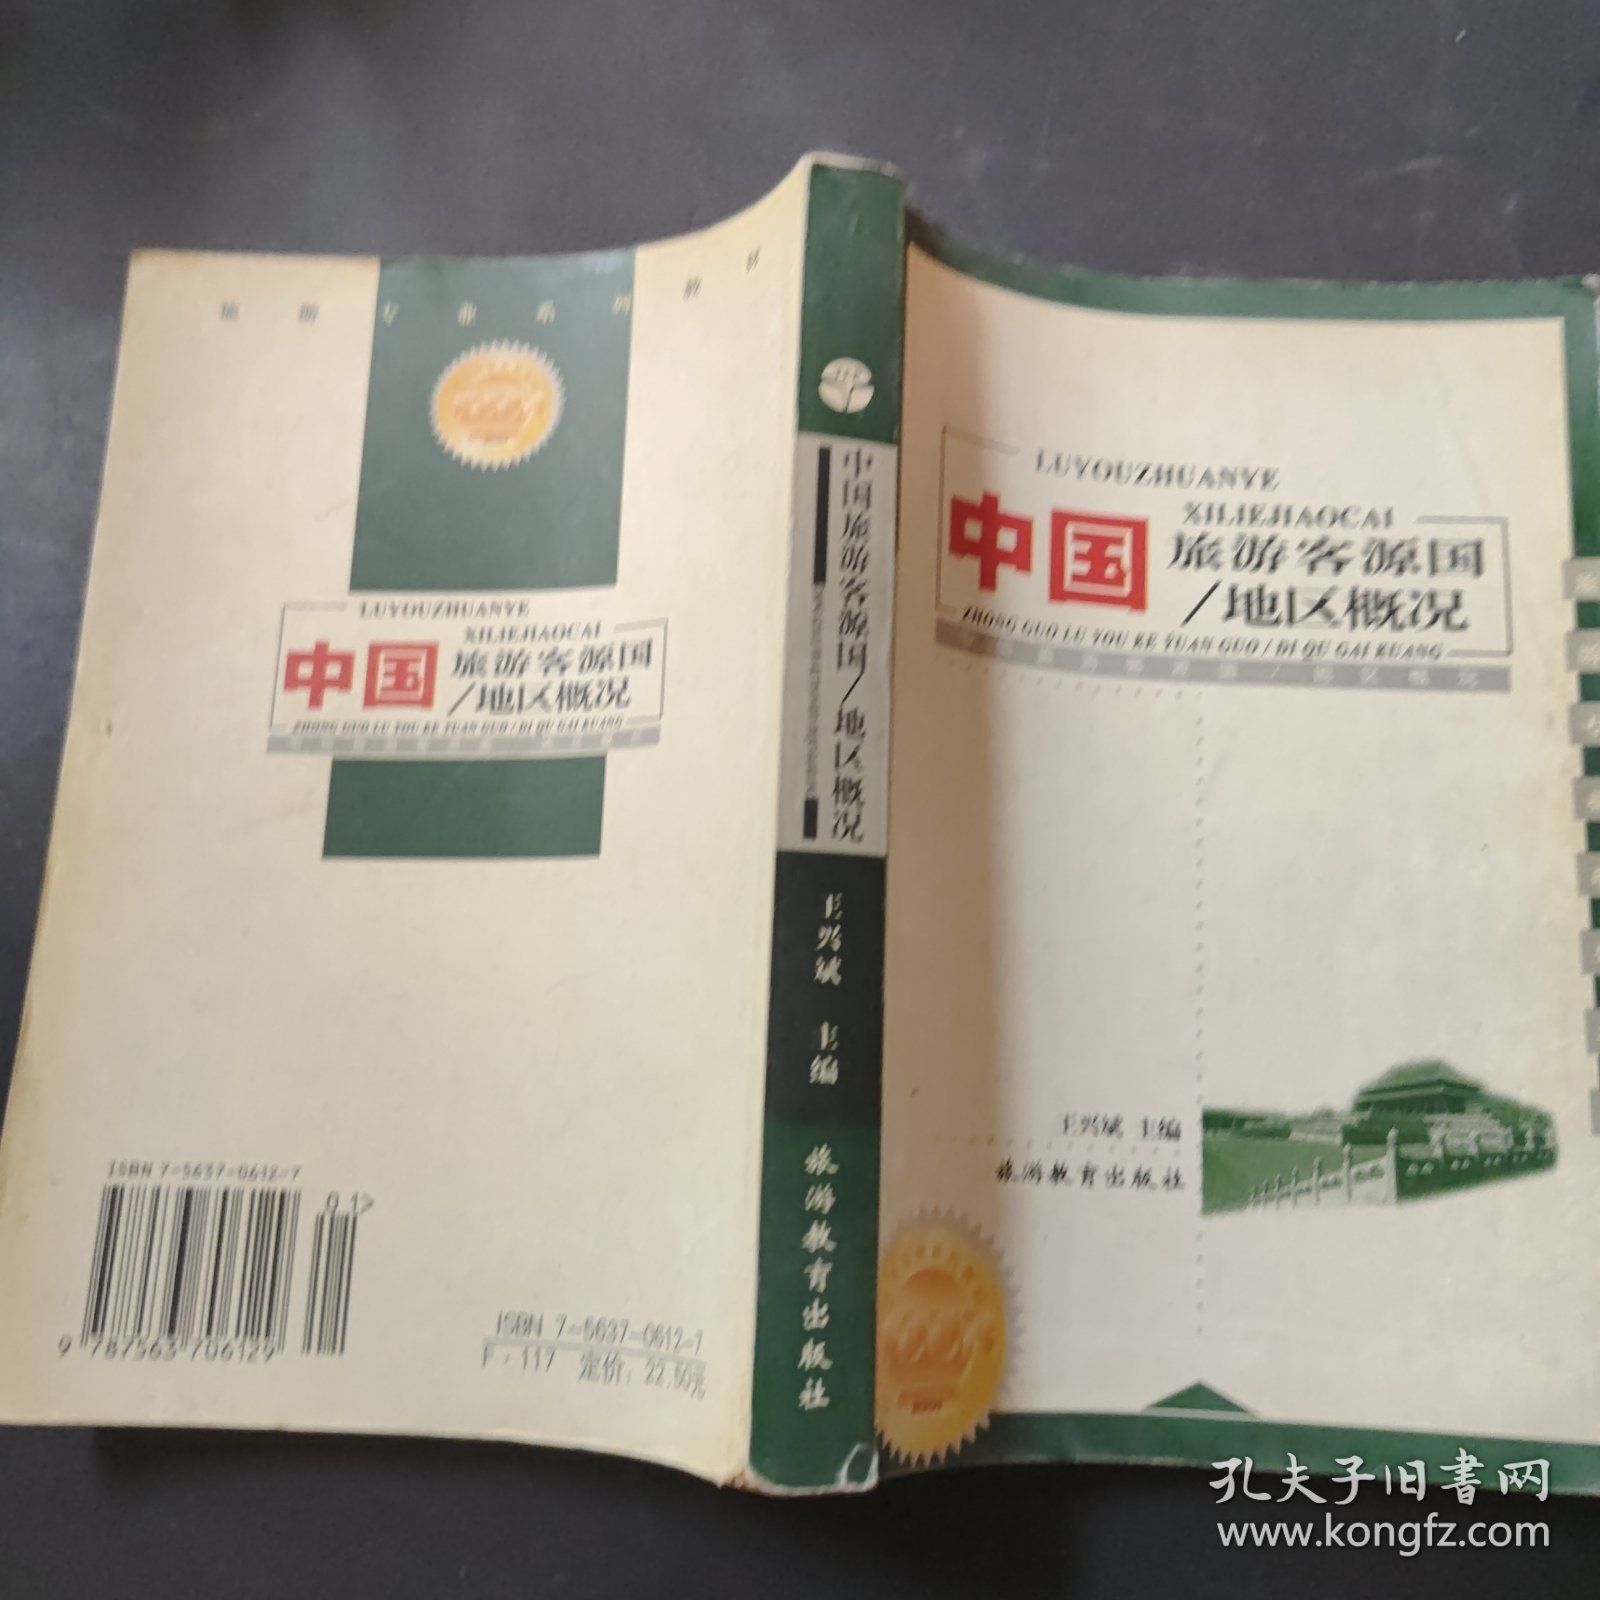 旅游专业系列教材
LUYOUZHUANYE
XILIEJIAOCAI
中国旅游客源国
/地区概况
ZHONG GUO LU YOU KE YUAN GUO / DI QU GAI KUANG
ISBN 7-5637-0612-7
01>
9 787563 706129
ISBN 7-5637-0612-7
F·117 定价:22.50元
中国旅游客源国/地区概况
王兴斌 主编
旅游教育出版社
LUYOUZHUANYE
XILIEJIAOCAI
中国旅游客源国
/地区概况
ZHONG GUO LU YOU KE YUAN GUO / DI QU GAI KUANG
王兴斌 主编
旅游教育出版社
孔夫子旧書网
www.kongfz.com